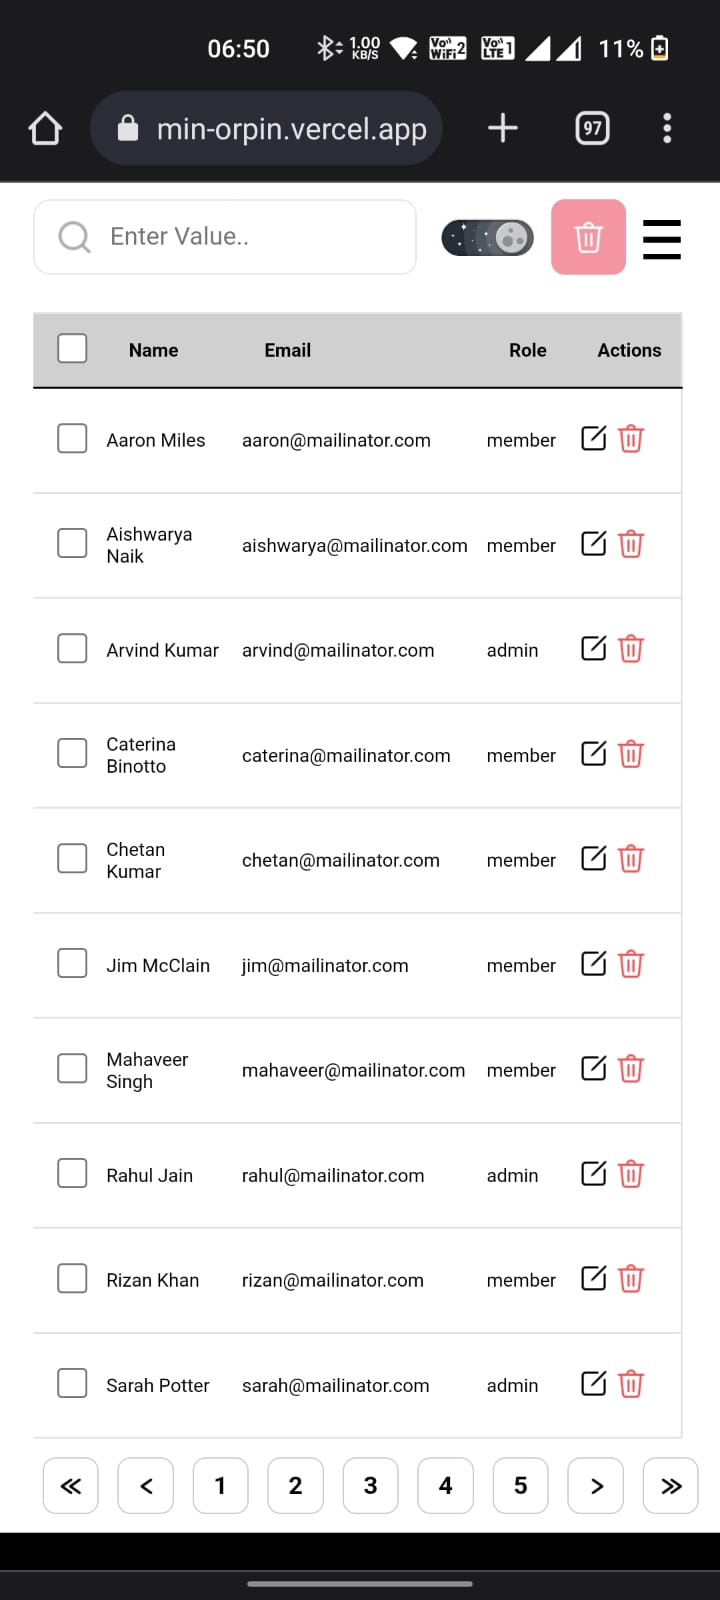 06:50 1.00 KB/S Vo)) WiFi 2 Vo)) LTE 1 11%
min-orpin.vercel.app 97
Enter Value..
Name Email Role Actions
Aaron Miles aaron@mailinator.com member
Aishwarya
Naik aishwarya@mailinator.com member
Arvind Kumar arvind@mailinator.com admin
Caterina
Binotto caterina@mailinator.com member
Chetan
Kumar chetan@mailinator.com member
Jim McClain jim@mailinator.com member
Mahaveer
Singh mahaveer@mailinator.com member
Rahul Jain rahul@mailinator.com admin
Rizan Khan rizan@mailinator.com member
Sarah Potter sarah@mailinator.com admin
« < 1 2 3 4 5 > »